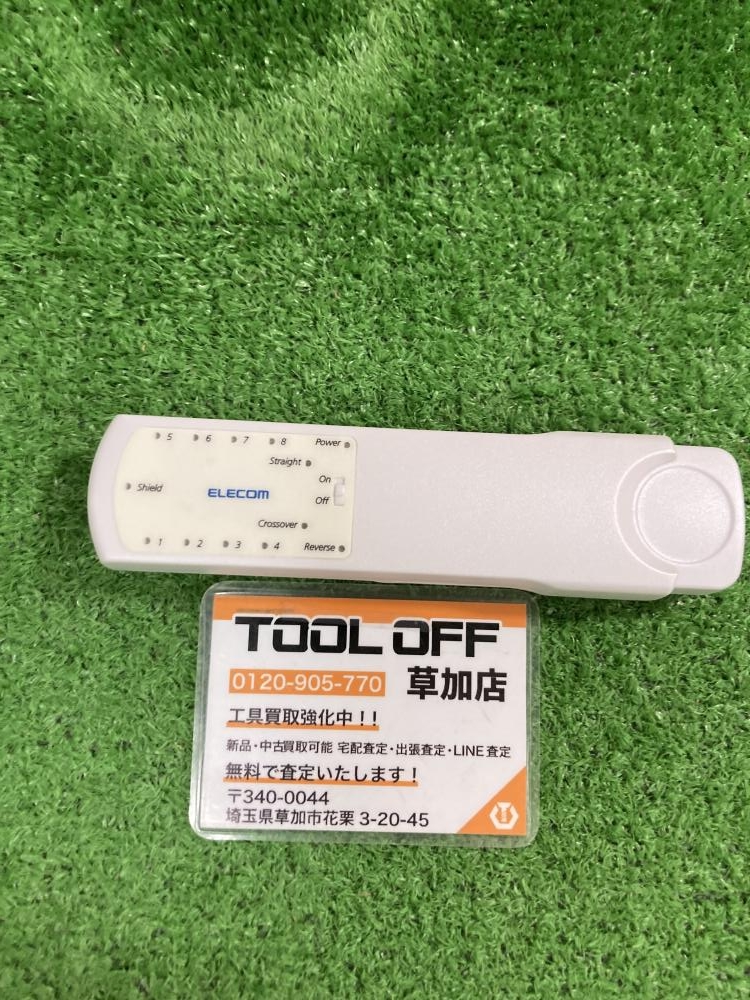 5 6 7 8 Power
Straight
On
Shield ELECOM
Off
Crossover
1 2 3 4 Reverse
TOOL OFF
0120-905-770 草加店
工具買取強化中!!
新品・中古買取可能 宅配査定・出張査定・LINE査定
無料で査定いたします!
〒340-0044
埼玉県草加市花栗3-20-45